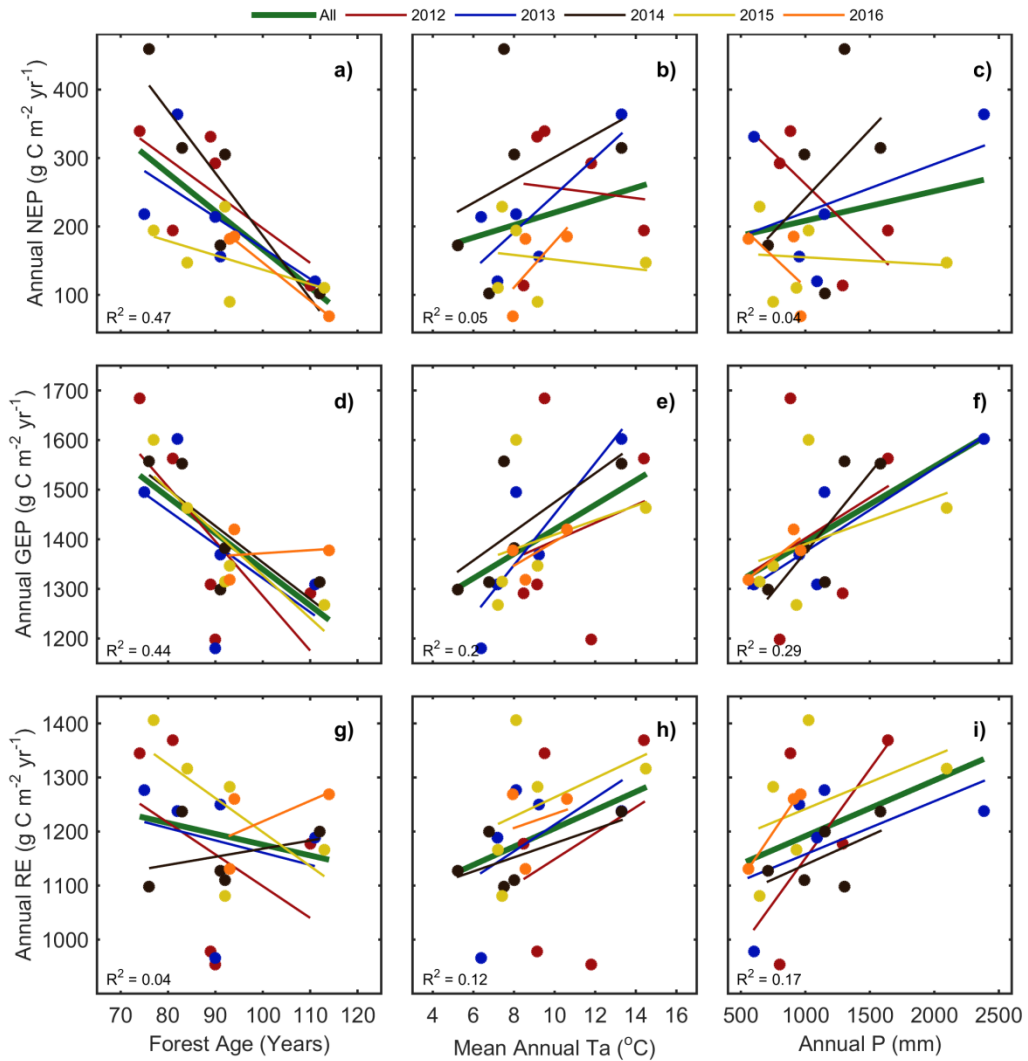 All 2012 2013 2014 2015 2016
Annual NEP (g C m-2 yr-1)
400
300
200
100
a)
R2 = 0.47
b)
R2 = 0.05
c)
R2 = 0.04
Annual GEP (g C m-2 yr-1)
1700
1600
1500
1400
1300
1200
d)
R2 = 0.44
e)
R2 = 0.2
f)
R2 = 0.29
Annual RE (g C m-2 yr-1)
1400
1300
1200
1100
1000
g)
R2 = 0.04
h)
R2 = 0.12
i)
R2 = 0.17
70 80 90 100 110 120
4 6 8 10 12 14 16
500 1000 1500 2000 2500
Forest Age (Years)
Mean Annual Ta (oC)
Annual P (mm)